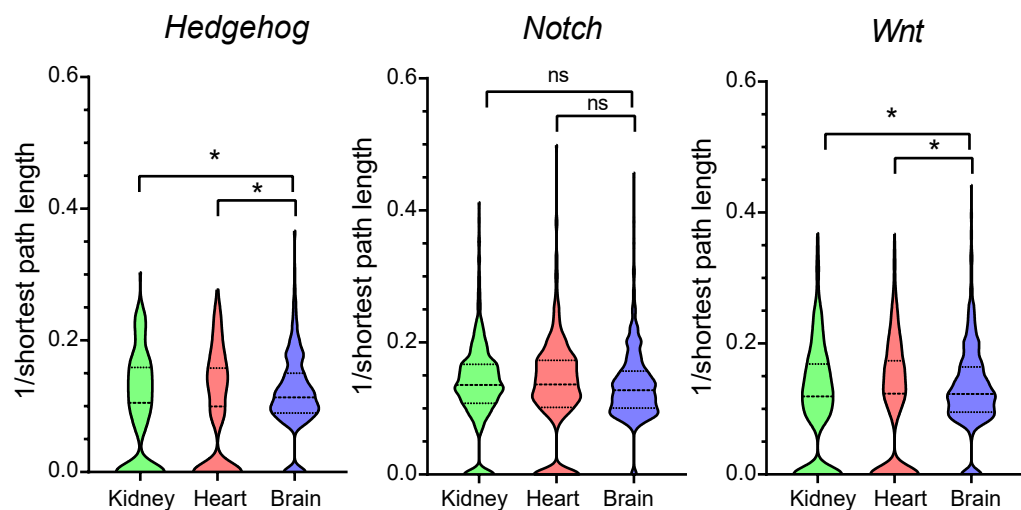 Hedgehog
1/shortest path length
0.6
0.4
0.2
0.0
*
*
Kidney Heart Brain
Notch
1/shortest path length
0.6
0.4
0.2
0.0
ns
ns
Kidney Heart Brain
Wnt
1/shortest path length
0.6
0.4
0.2
0.0
*
*
Kidney Heart Brain